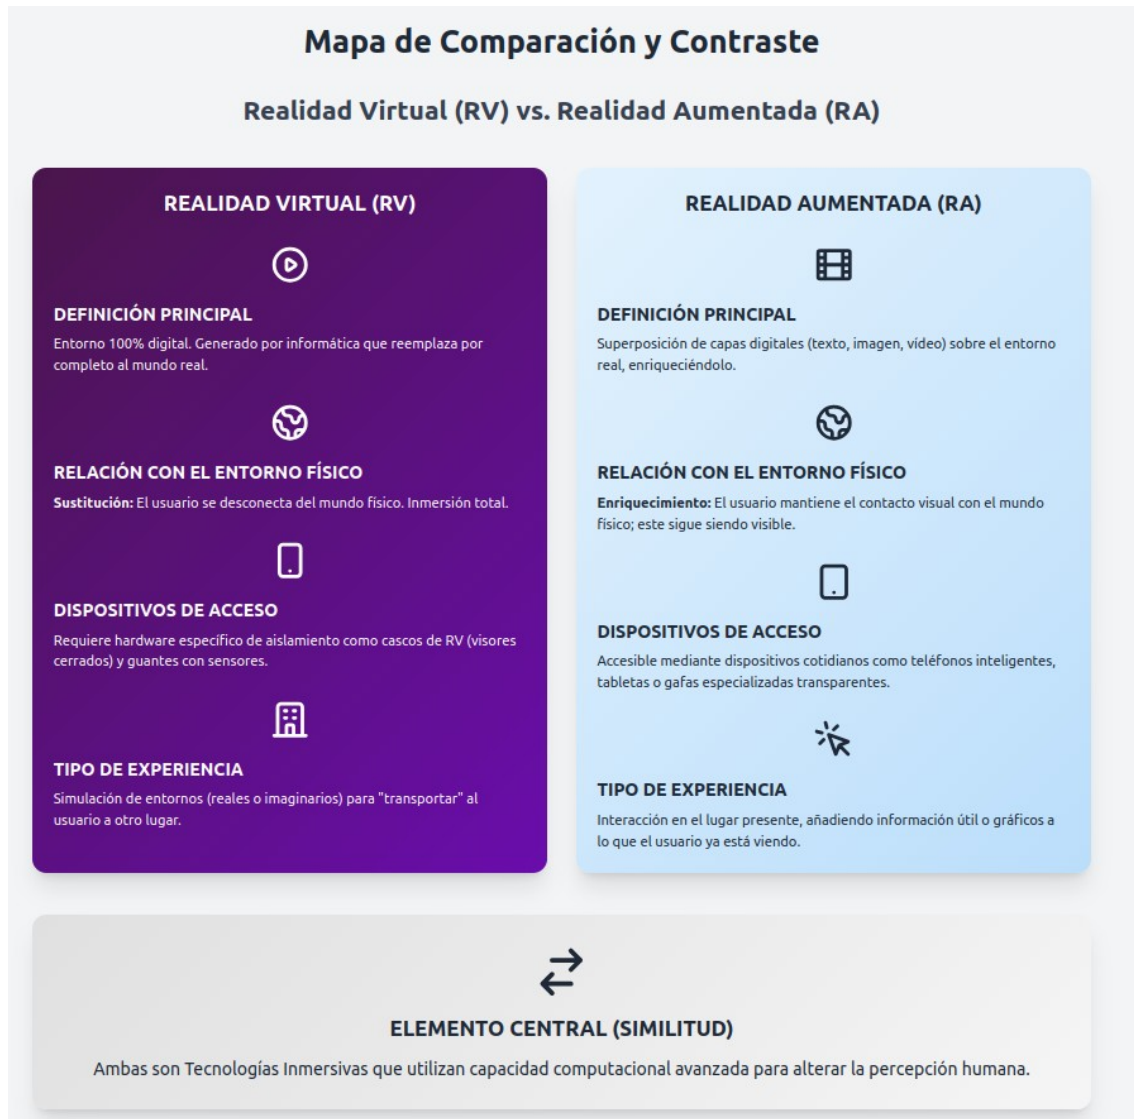 Mapa de Comparación y Contraste
Realidad Virtual (RV) vs. Realidad Aumentada (RA)
REALIDAD VIRTUAL (RV)
DEFINICIÓN PRINCIPAL
Entorno 100% digital. Generado por informática que reemplaza por
completo al mundo real.
RELACIÓN CON EL ENTORNO FÍSICO
Sustitución: El usuario se desconecta del mundo físico. Inmersión total.
DISPOSITIVOS DE ACCESO
Requiere hardware específico de aislamiento como cascos de RV (visores
cerrados) y guantes con sensores.
TIPO DE EXPERIENCIA
Simulación de entornos (reales o imaginarios) para "transportar" al
usuario a otro lugar.
REALIDAD AUMENTADA (RA)
DEFINICIÓN PRINCIPAL
Superposición de capas digitales (texto, imagen, vídeo) sobre el entorno
real, enriqueciéndolo.
RELACIÓN CON EL ENTORNO FÍSICO
Enriquecimiento: El usuario mantiene el contacto visual con el mundo
físico; este sigue siendo visible.
DISPOSITIVOS DE ACCESO
Accesible mediante dispositivos cotidianos como teléfonos inteligentes,
tabletas o gafas especializadas transparentes.
TIPO DE EXPERIENCIA
Interacción en el lugar presente, añadiendo información útil o gráficos a
lo que el usuario ya está viendo.
ELEMENTO CENTRAL (SIMILITUD)
Ambas son Tecnologías Inmersivas que utilizan capacidad computacional avanzada para alterar la percepción humana.